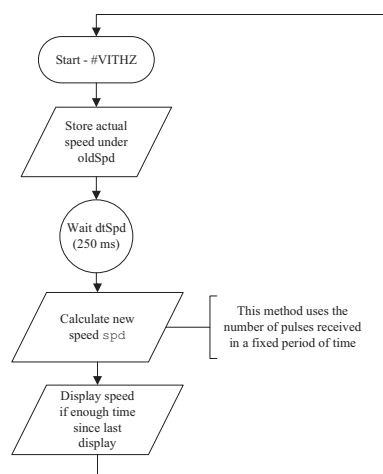 Start - #VITHZ
Store actual
speed under
oldSpd
Wait dtSpd
(250 ms)
Calculate new
speed spd
This method uses the
number of pulses received
in a fixed period of time
Display speed
if enough time
since last
display